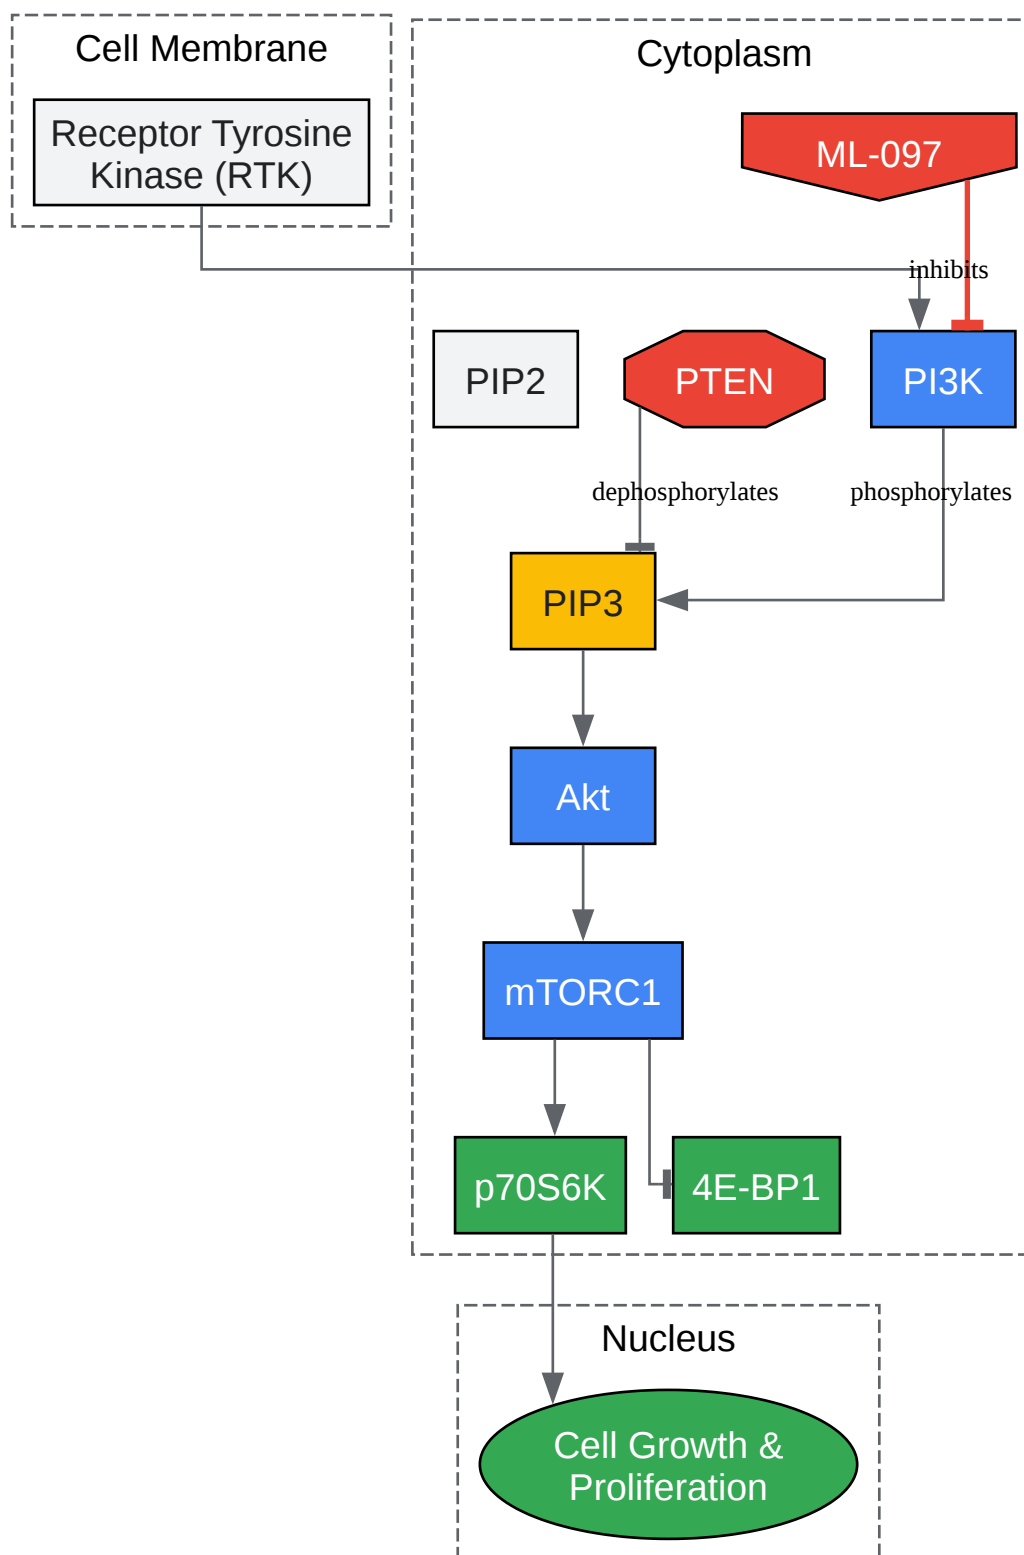 Cell Membrane
Receptor Tyrosine
Kinase (RTK)
Cytoplasm
ML-097
inhibits
PIP2
PTEN
PI3K
dephosphorylates
phosphorylates
PIP3
Akt
mTORC1
p70S6K
4E-BP1
Nucleus
Cell Growth &
Proliferation